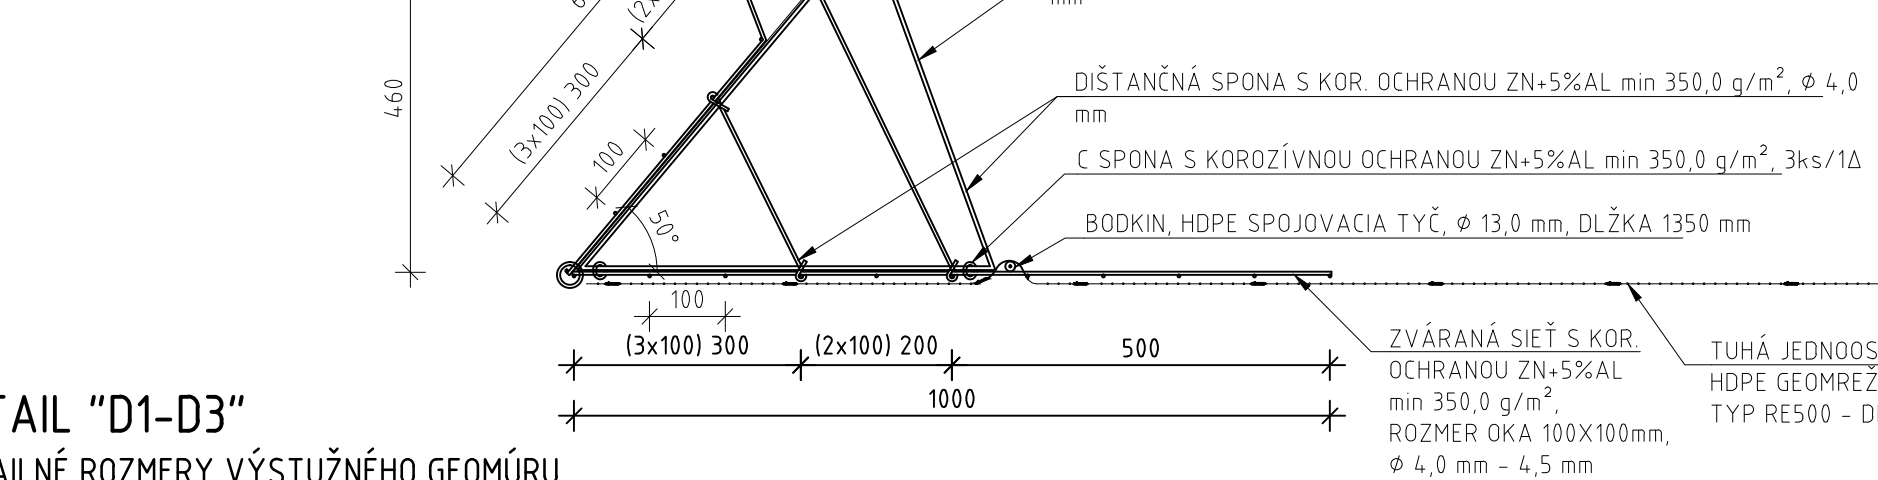 mm
DIŠTANČNÁ SPONA S KOR. OCHRANOU ZN+5%AL min 350,0 g/m², ϕ 4,0
mm
C SPONA S KOROZÍVNOU OCHRANOU ZN+5%AL min 350,0 g/m², 3ks/1Δ
BODKIN, HDPE SPOJOVACIA TYČ, ϕ 13,0 mm, DLŽKA 1350 mm
460
(3x100) 300
100
50°
100
(3x100) 300
(2x100) 200
500
1000
ZVÁRANÁ SIEŤ S KOR.
OCHRANOU ZN+5%AL
min 350,0 g/m²,
ROZMER OKA 100X100mm,
ϕ 4,0 mm - 4,5 mm
TUHÁ JEDNOOS
HDPE GEOMREŽ
TYP RE500 - D
TAIL "D1-D3"
AILNÉ ROZMERY VÝSTUŽNÉHO GEOMÚRU